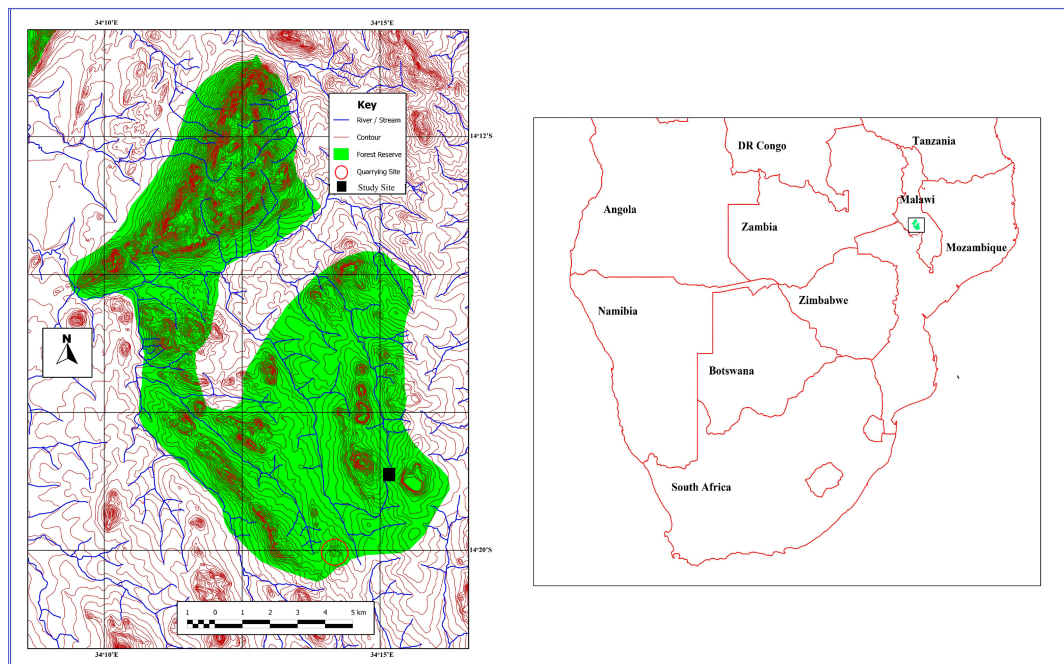 34°10'E
34°15'E
Key
River / Stream
Contour
Forest Reserve
Quarrying Site
Study Site
14°12'S
N
14°20'S
1 0 1 2 3 4 5 km
34°10'E
34°15'E
DR Congo
Tanzania
Malawi
Angola
Zambia
Mozambique
Namibia
Zimbabwe
Botswana
South Africa